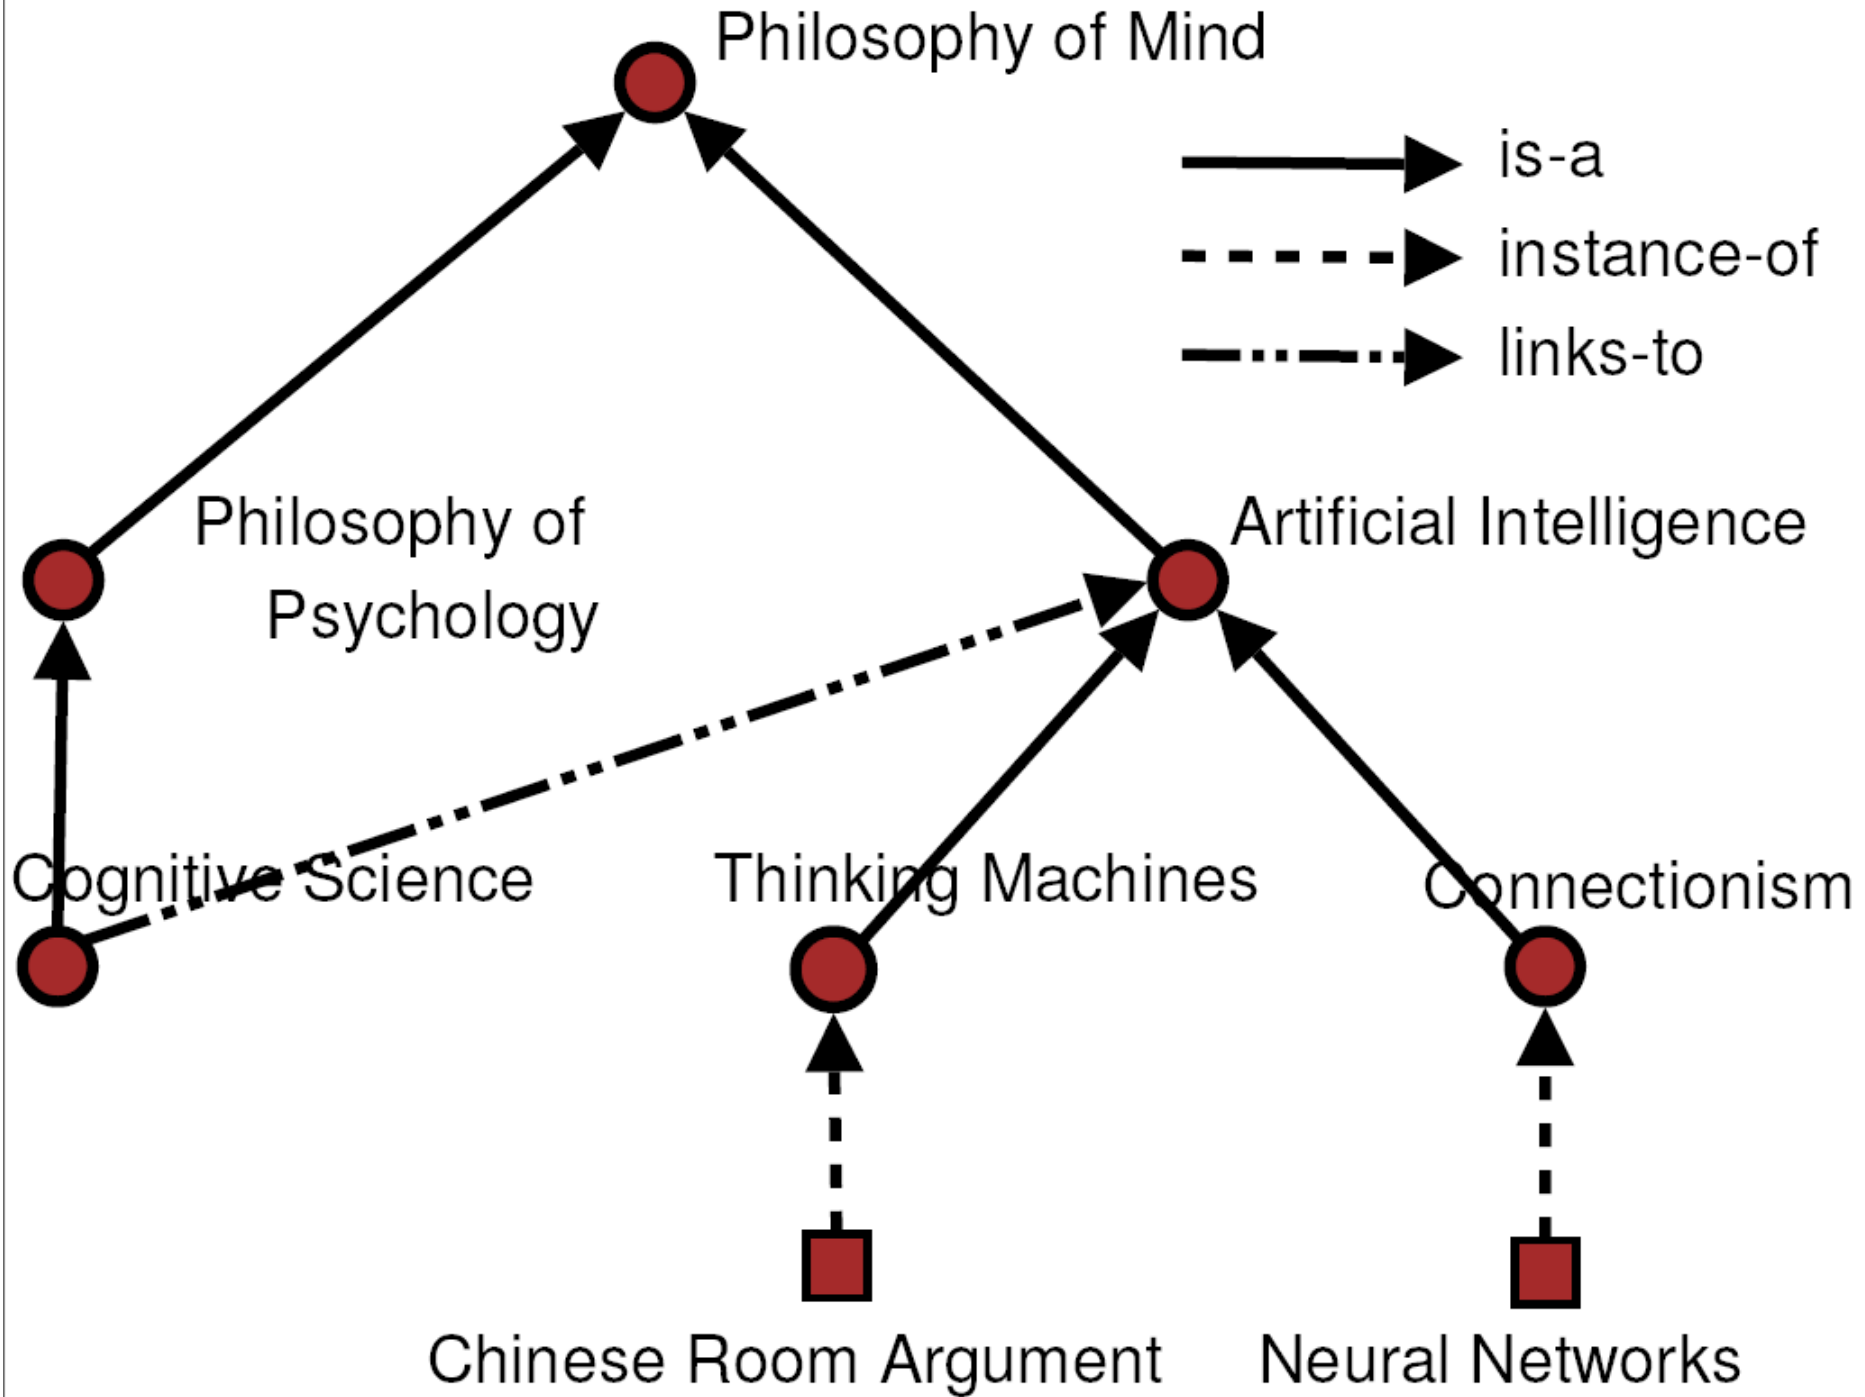 Philosophy of Mind
is-a
instance-of
links-to
Philosophy of
Psychology
Artificial Intelligence
Cognitive Science
Thinking Machines
Connectionism
Chinese Room Argument
Neural Networks